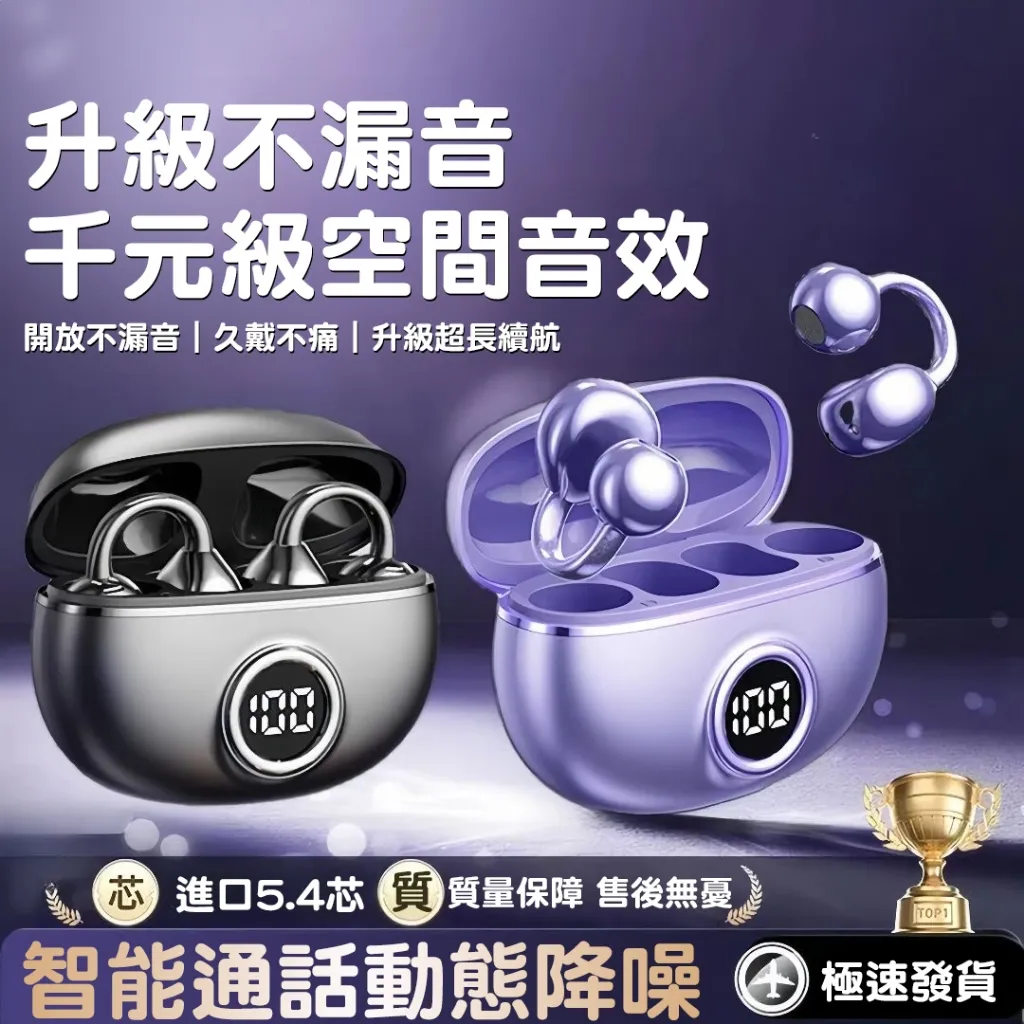 升級不漏音
千元級空間音效
開放不漏音｜久戴不痛｜升級超長續航
100
100
TOP1
芯 進口5.4芯 質 質量保障 售後無憂
智能通話動態降噪
極速發貨